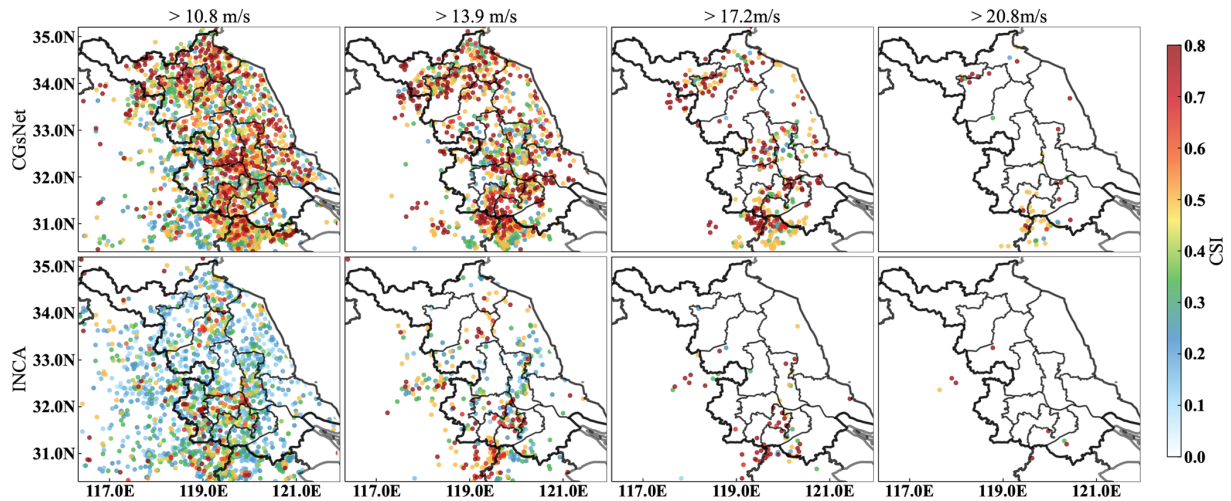 > 10.8 m/s
> 13.9 m/s
> 17.2m/s
> 20.8m/s
CGsNet
35.0N
34.0N
33.0N
32.0N
31.0N
INCA
35.0N
34.0N
33.0N
32.0N
31.0N
117.0E 119.0E 121.0E
117.0E 119.0E 121.0E
117.0E 119.0E 121.0E
117.0E 119.0E 121.0E
0.8
0.7
0.6
0.5
0.4
0.3
0.2
0.1
0.0
CSI